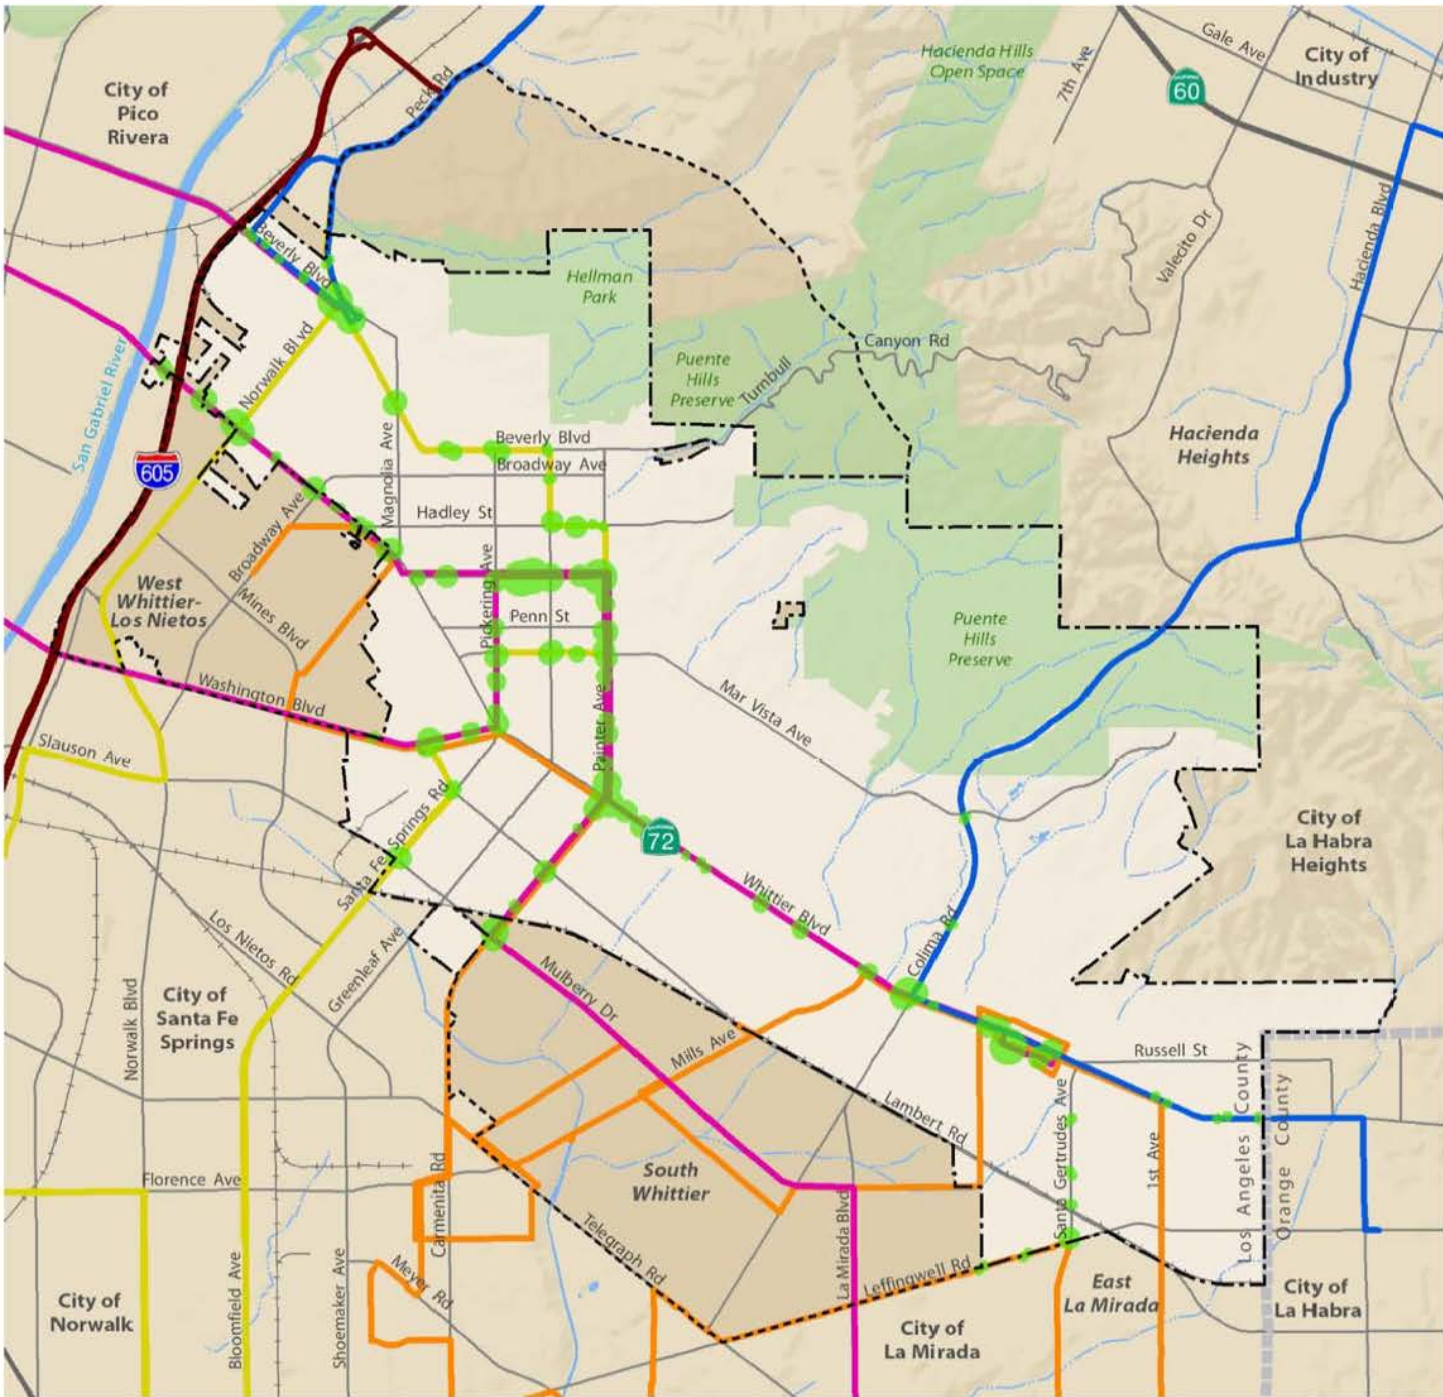 Hacienda Hills
Open Space
7th Ave
Gale Ave
City of
Industry
60
City of
Pico
Rivera
Peck Rd
Hacienda Blvd
Valecito Dr
Beverly Blvd
Hellman
Park
San Gabriel River
Norwalk Blvd
Puente
Hills
Preserve
Turnbull
Canyon Rd
605
Magnolia Ave
Beverly Blvd
Broadway Ave
Hacienda
Heights
Hadley St
Broadway Ave
West
Whittier-
Los Nietos
Mines Blvd
Pickering Ave
Penn St
Puente
Hills
Preserve
Washington Blvd
Painter Ave
Mar Vista Ave
Slauson Ave
Santa Fe Springs Rd
72
City of
La Habra
Heights
Whittier Blvd
Colima Rd
Los Nietos Rd
Greenleaf Ave
Mulberry Dr
City of
Santa Fe
Springs
Norwalk Blvd
Mills Ave
Russell St
Lambert Rd
Los Angeles County
Orange County
Santa Gertrudes Ave
1st Ave
South
Whittier
Florence Ave
Carmenita Rd
Telegraph Rd
La Mirada Blvd
Leffingwell Rd
Meyer Rd
Bloomfield Ave
Shoemaker Ave
City of
Norwalk
East
La Mirada
City of
La Mirada
City of
La Habra